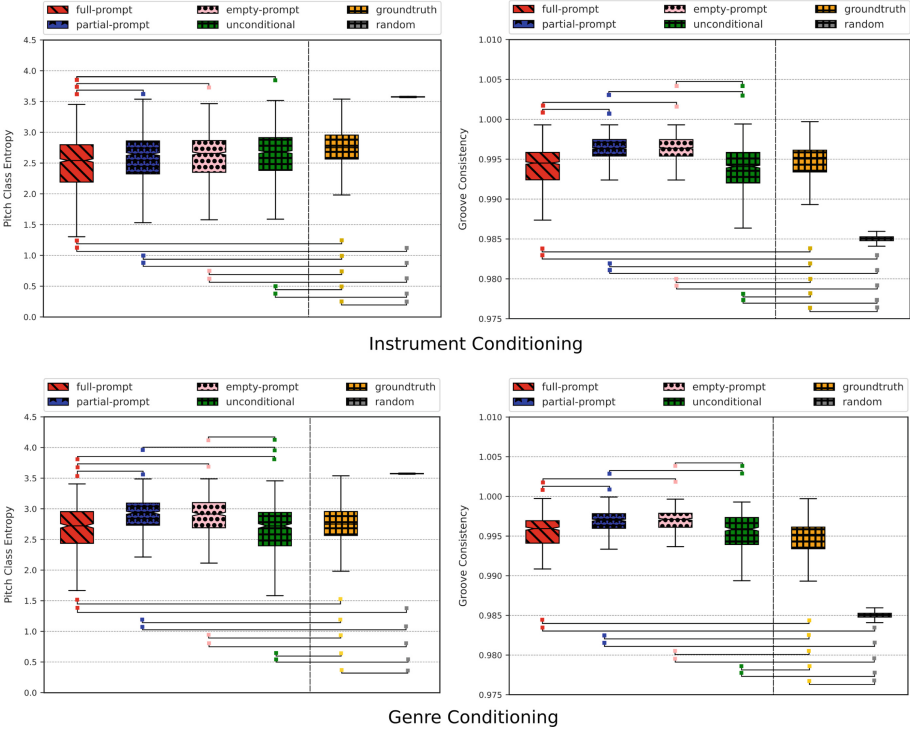 full-prompt empty-prompt groundtruth
partial-prompt unconditional random
4.5
4.0
3.5
3.0
2.5
2.0
1.5
1.0
0.5
0.0
Pitch Class Entropy
full-prompt empty-prompt groundtruth
partial-prompt unconditional random
1.010
1.005
1.000
0.995
0.990
0.985
0.980
0.975
Groove Consistency
Instrument Conditioning
full-prompt empty-prompt groundtruth
partial-prompt unconditional random
4.5
4.0
3.5
3.0
2.5
2.0
1.5
1.0
0.5
0.0
Pitch Class Entropy
full-prompt empty-prompt groundtruth
partial-prompt unconditional random
1.010
1.005
1.000
0.995
0.990
0.985
0.980
0.975
Groove Consistency
Genre Conditioning